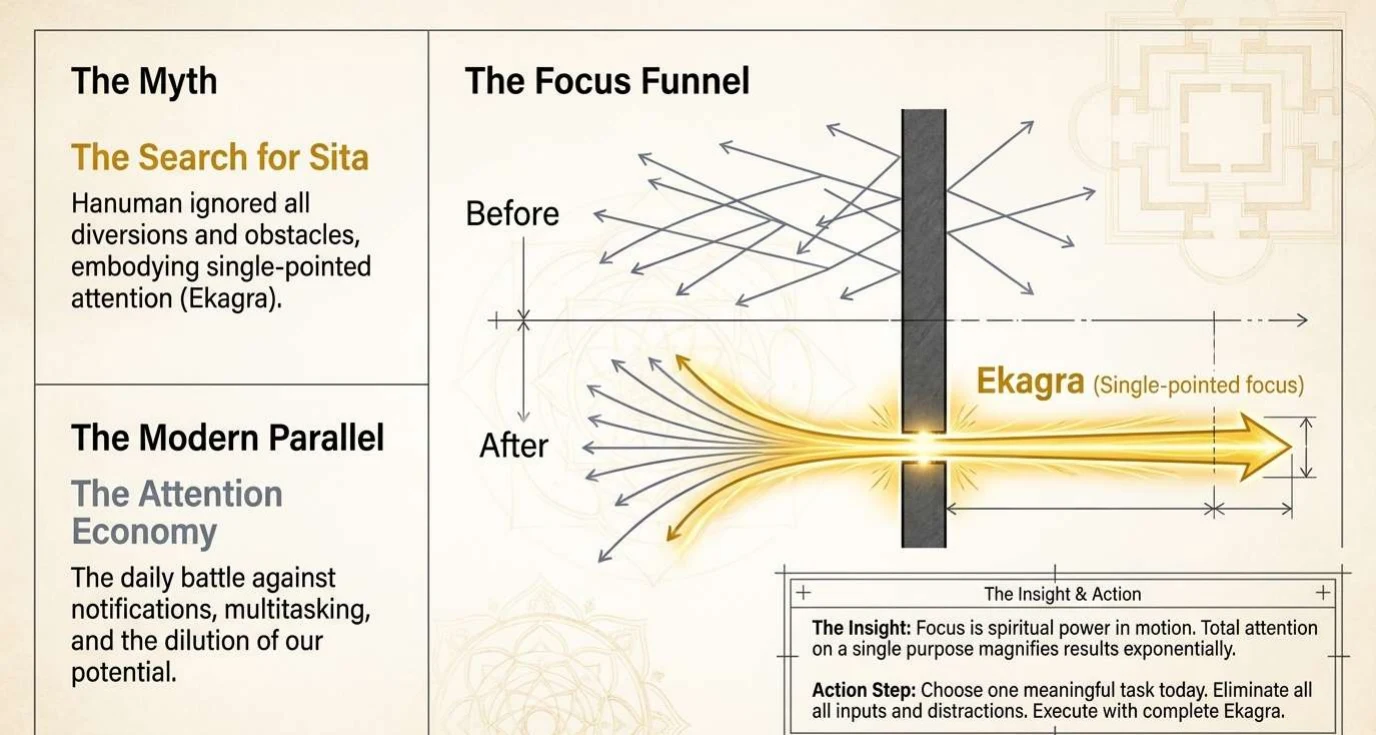 The Myth
The Search for Sita
Hanuman ignored all
diversions and obstacles,
embodying single-pointed
attention (Ekagra).
The Modern Parallel
The Attention
Economy
The daily battle against
notifications, multitasking,
and the dilution of our
potential.
The Focus Funnel
Before
After
Ekagra (Single-pointed focus)
The Insight & Action
The Insight: Focus is spiritual power in motion. Total attention
on a single purpose magnifies results exponentially.
Action Step: Choose one meaningful task today. Eliminate all
all inputs and distractions. Execute with complete Ekagra.